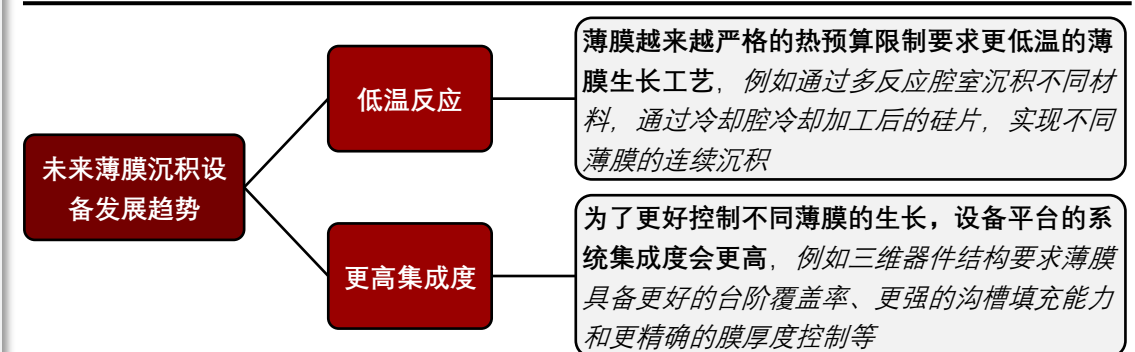 未来薄膜沉积设
备发展趋势
低温反应
薄膜越来越严格的热预算限制要求更低温的薄
膜生长工艺，例如通过多反应腔室沉积不同材
料，通过冷却腔冷却加工后的硅片，实现不同
薄膜的连续沉积
更高集成度
为了更好控制不同薄膜的生长，设备平台的系
统集成度会更高，例如三维器件结构要求薄膜
具备更好的台阶覆盖率、更强的沟槽填充能力
和更精确的膜厚度控制等